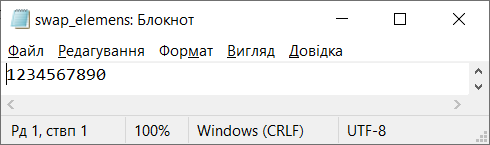 swap_elemens: Блокнот
Файл Редагування Формат Вигляд Довідка
1234567890
Рд 1, ствп 1 100% Windows (CRLF) UTF-8